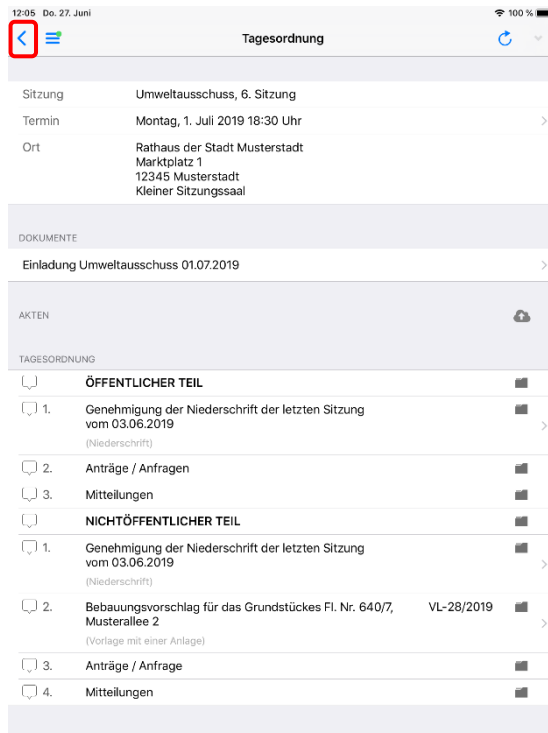 12:05 Do. 27. Juni 100 %
Tagesordnung
Sitzung Umweltausschuss, 6. Sitzung
Termin Montag, 1. Juli 2019 18:30 Uhr
Ort Rathaus der Stadt Musterstadt
Marktplatz 1
12345 Musterstadt
Kleiner Sitzungssaal
DOKUMENTE
Einladung Umweltausschuss 01.07.2019
AKTEN
TAGESORDNUNG
ÖFFENTLICHER TEIL
1. Genehmigung der Niederschrift der letzten Sitzung
vom 03.06.2019
(Niederschrift)
2. Anträge / Anfragen
3. Mitteilungen
NICHTÖFFENTLICHER TEIL
1. Genehmigung der Niederschrift der letzten Sitzung
vom 03.06.2019
(Niederschrift)
2. Bebauungsvorschlag für das Grundstückes Fl. Nr. 640/7, VL-28/2019
Musterallee 2
(Vorlage mit einer Anlage)
3. Anträge / Anfrage
4. Mitteilungen